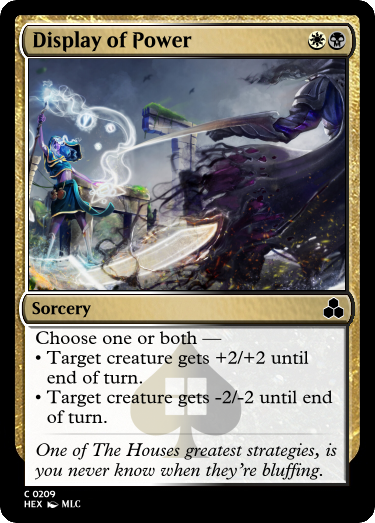 Display of Power
Sorcery
Choose one or both —
• Target creature gets +2/+2 until
end of turn.
• Target creature gets -2/-2 until end
of turn.
One of The Houses greatest strategies, is
you never know when they're bluffing.
C 0209
HEX MLC